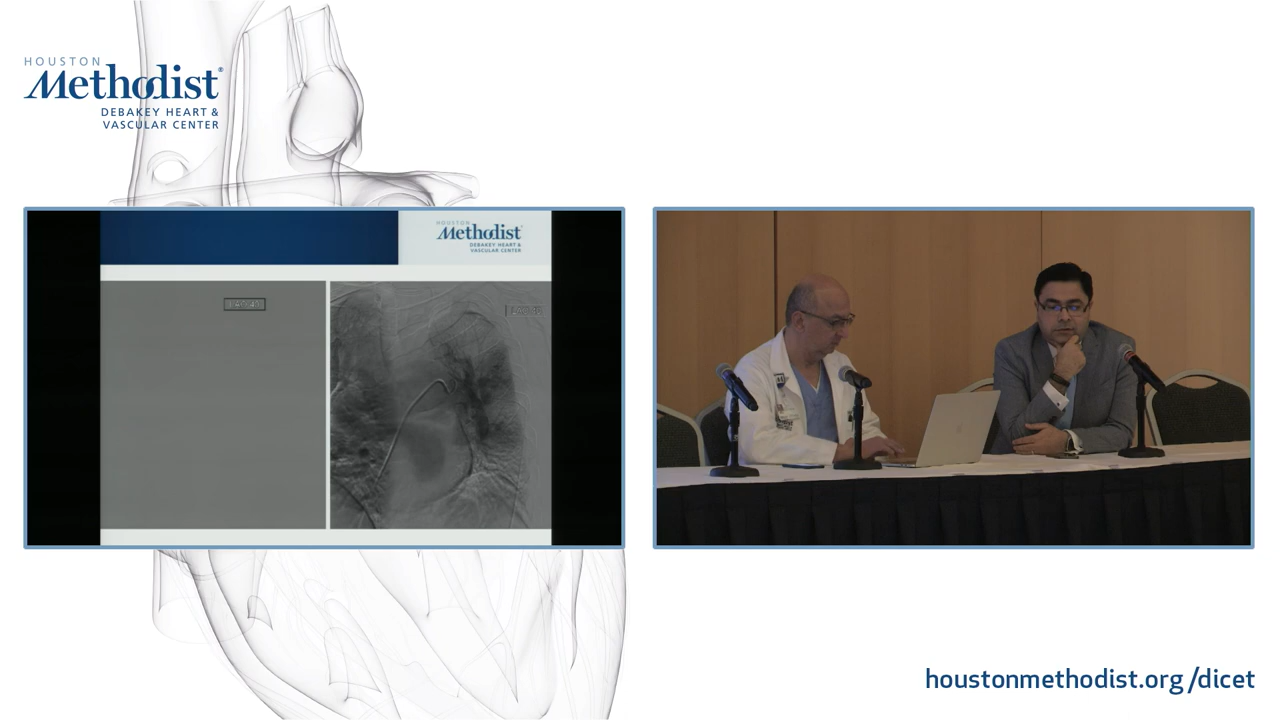 HOUSTON
Methodist®
DEBAKEY HEART &
VASCULAR CENTER
HOUSTON
Methodist
DEBAKEY HEART &
VASCULAR CENTER
houstonmethodist.org/dicet